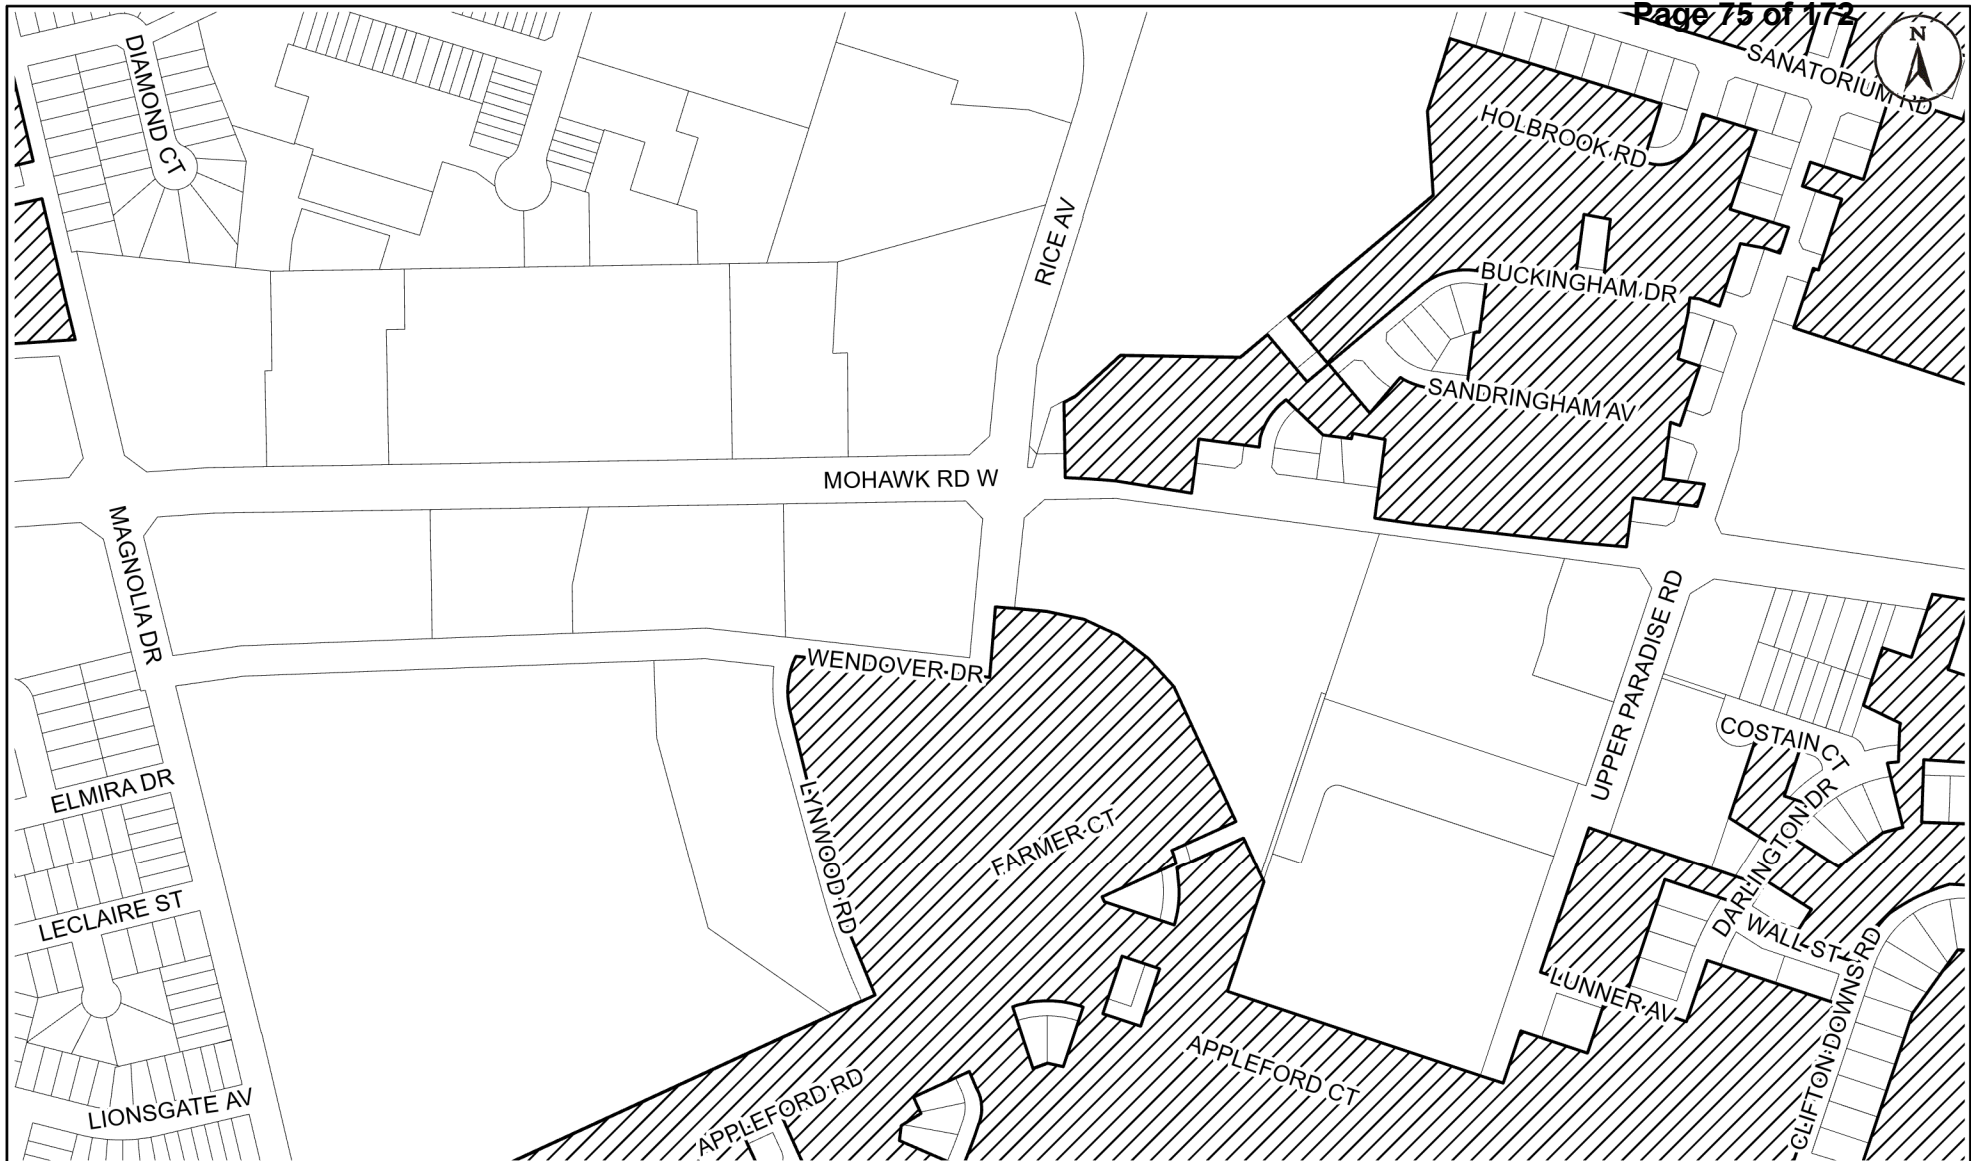 Page 75 of 172
N
DIAMOND CT
SANATORIUM RD
HOLBROOK RD
RICE AV
BUCKINGHAM DR
SANDRINGHAM AV
MOHAWK RD W
MAGNOLIA DR
WENDOVER DR
UPPER PARADISE RD
COSTAIN CT
ELMIRA DR
LYNWOOD RD
FARMER CT
DARLINGTON DR
LECLAIRE ST
WALL ST
LUNNER AV
CLIFTON DOWNS RD
APPLEFORD CT
APPLEFORD RD
LIONSGATE AV